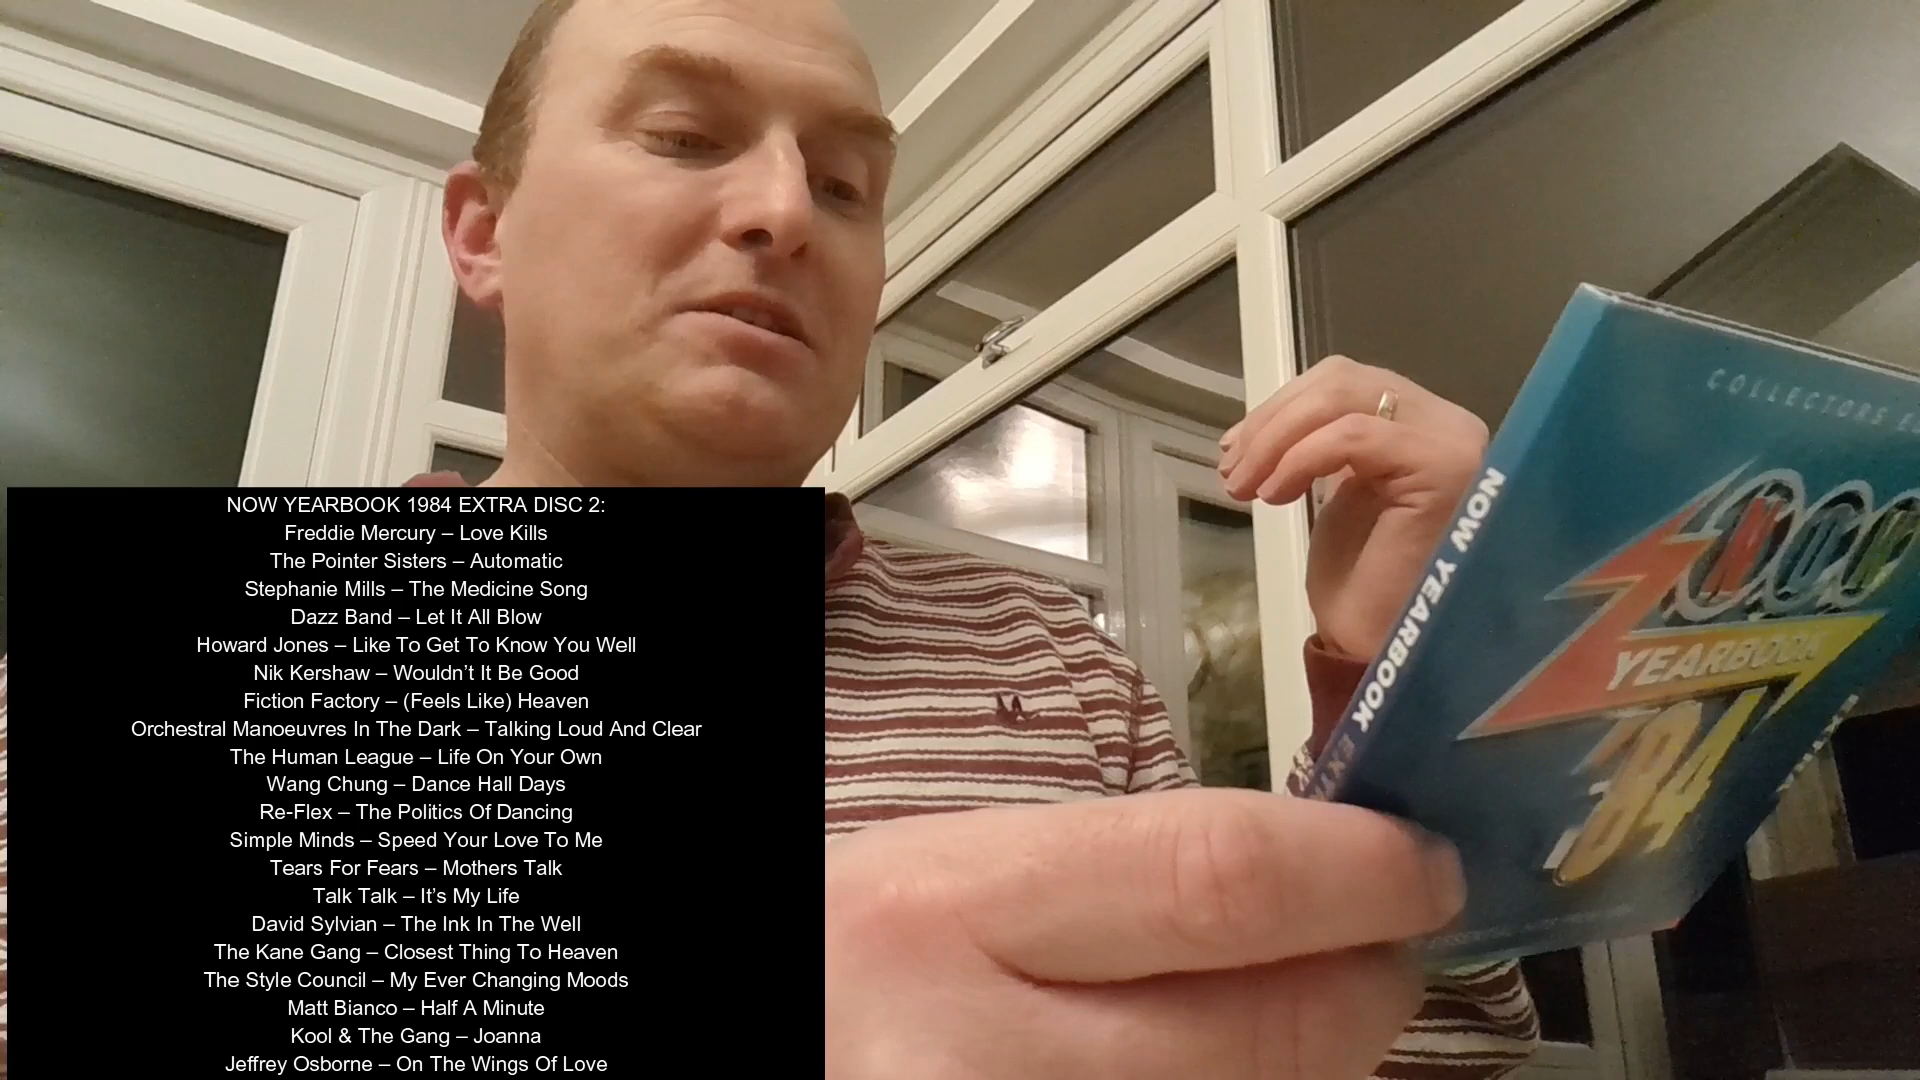 NOW YEARBOOK 1984 EXTRA DISC 2:
Freddie Mercury – Love Kills
The Pointer Sisters – Automatic
Stephanie Mills – The Medicine Song
Dazz Band – Let It All Blow
Howard Jones – Like To Get To Know You Well
Nik Kershaw – Wouldn’t It Be Good
Fiction Factory – (Feels Like) Heaven
Orchestral Manoeuvres In The Dark – Talking Loud And Clear
The Human League – Life On Your Own
Wang Chung – Dance Hall Days
Re-Flex – The Politics Of Dancing
Simple Minds – Speed Your Love To Me
Tears For Fears – Mothers Talk
Talk Talk – It’s My Life
David Sylvian – The Ink In The Well
The Kane Gang – Closest Thing To Heaven
The Style Council – My Ever Changing Moods
Matt Bianco – Half A Minute
Kool & The Gang – Joanna
Jeffrey Osborne – On The Wings Of Love
COLLECTORS
NOW
YEARBOOK
'84
NOW YEARBOOK